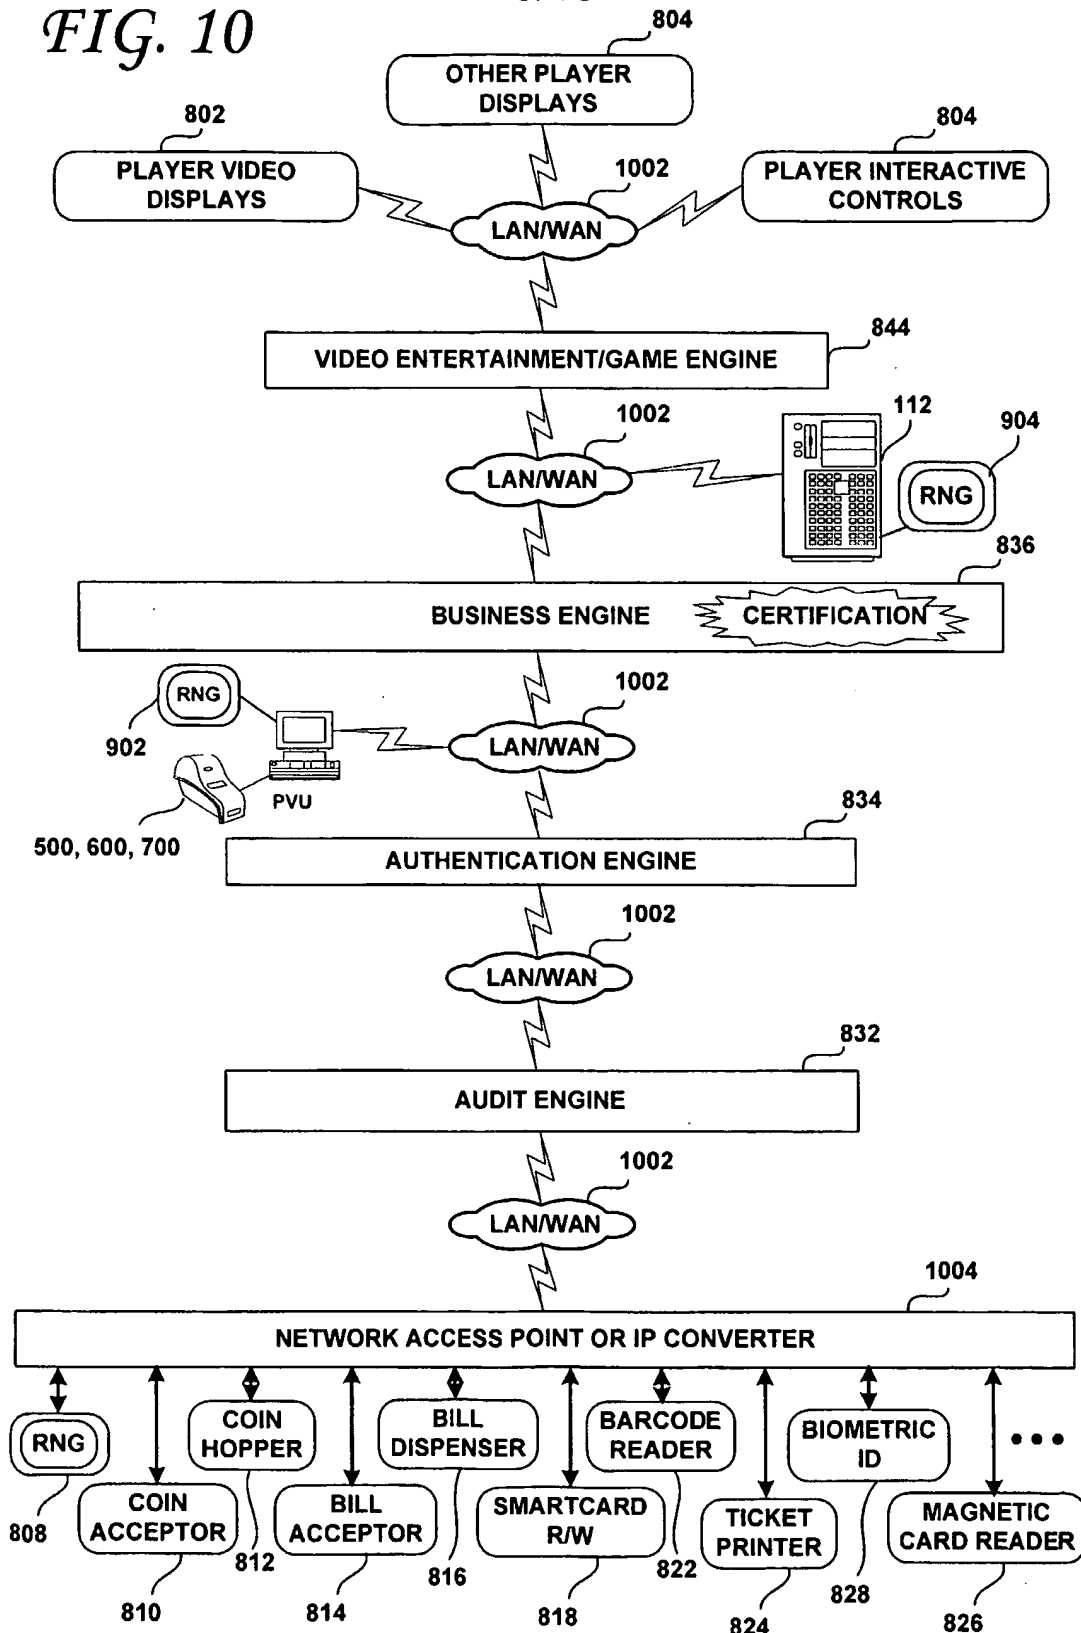 FIG. 10
804
OTHER PLAYER
DISPLAYS
802
PLAYER VIDEO
DISPLAYS
1002
LAN/WAN
804
PLAYER INTERACTIVE
CONTROLS
844
VIDEO ENTERTAINMENT/GAME ENGINE
1002
LAN/WAN
112
904
RNG
836
BUSINESS ENGINE
CERTIFICATION
RNG
902
PVU
500, 600, 700
1002
LAN/WAN
834
AUTHENTICATION ENGINE
1002
LAN/WAN
832
AUDIT ENGINE
1002
LAN/WAN
1004
NETWORK ACCESS POINT OR IP CONVERTER
RNG
808
COIN
ACCEPTOR
810
COIN
HOPPER
812
BILL
ACCEPTOR
814
BILL
DISPENSER
816
SMARTCARD
R/W
818
BARCODE
READER
822
TICKET
PRINTER
824
BIOMETRIC
ID
828
MAGNETIC
CARD READER
826